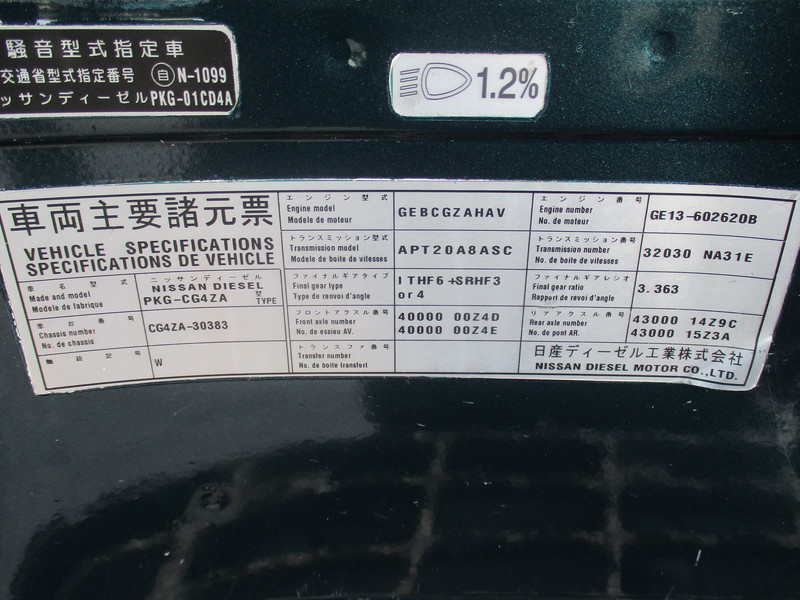 騒音型式指定車
交通省型式指定番号 自 N-1099
ッサンディーゼル PKG-01CD4A
1.2%
車両主要諸元票
VEHICLE SPECIFICATIONS
SPECIFICATIONS DE VEHICLE
車名型式
Made and model
Modele de fabrique
ニッサンディーゼル
NISSAN DIESEL
PKG-CG4ZA 型 TYPE
車台番号
Chassis number
No. de chassis
CG4ZA-30383
記号
W
エンジン型式
Engine model
Modele de moteur
GEBCGZAHAV
トランスミッション型式
Transmission model
Modele de boite de vitesses
APT20A8ASC
ファイナルギアタイプ
Final gear type
Type de renvoi d'angle
1THF6+SRHF3
or 4
フロントアクスル番号
Front axle number
No. de essieu AV.
40000 00Z4D
40000 00Z4E
トランスファ番号
Transfer number
No. de boite transfert
エンジン番号
Engine number
No. de moteur
GE13-602620B
トランスミッション番号
Transmission number
No. de boite de vitesses
32030 NA31E
ファイナルギアレシオ
Final gear ratio
Rapport de revoi d'angle
3.363
リアアクスル番号
Rear axle number
No. de pont AR.
43000 14Z9C
43000 15Z3A
日産ディーゼル工業株式会社
NISSAN DIESEL MOTOR CO.,LTD.